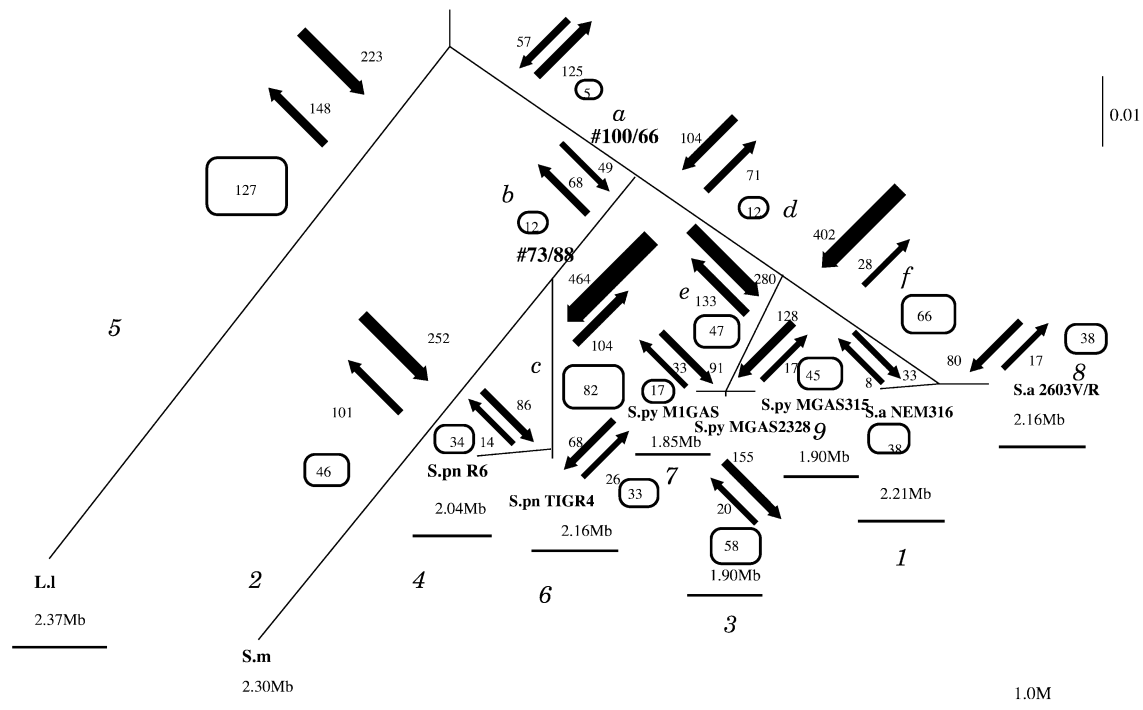 57
223
125
5
a
#100/66
148
0.01
104
49
71
68
127
b
12
12
d
402
#73/88
28
464
280
f
e
133
66
128
47
5
252
104
80
17
38
8
c
33
91
17
45
8
33
S.a 2603V/R
82
17
101
86
S.py M1GAS
S.py MGAS315
S.a NEM316
2.16Mb
34
14
68
1.85Mb
S.py MGAS2328
9
38
46
S.pn R6
155
1.90Mb
26
7
33
2.21Mb
S.pn TIGR4
2.04Mb
20
2.16Mb
58
1
L.l
2
4
1.90Mb
6
2.37Mb
3
S.m
2.30Mb
1.0M